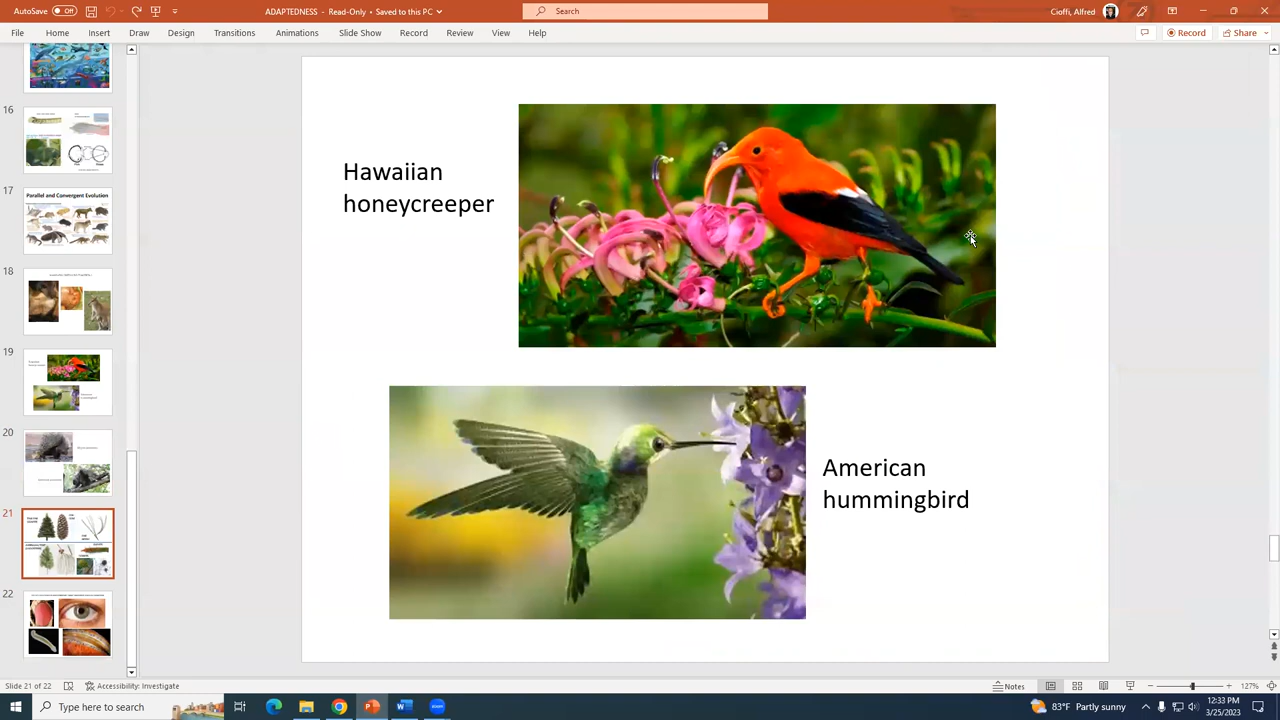 AutoSave Off
ADAPTEDNESS - Read-Only • Saved to this PC
Search
Cioffi, Alfred
File Home Insert Draw Design Transitions Animations Slide Show Record Review View Help
Record Share
16
17
Parallel and Convergent Evolution
18
19
20
21
22
Hawaiian
honeycreeper
American
hummingbird
Slide 21 of 22
Accessibility: Investigate
Notes
127%
Type here to search
83°F Partly sunny
12:33 PM
3/25/2023